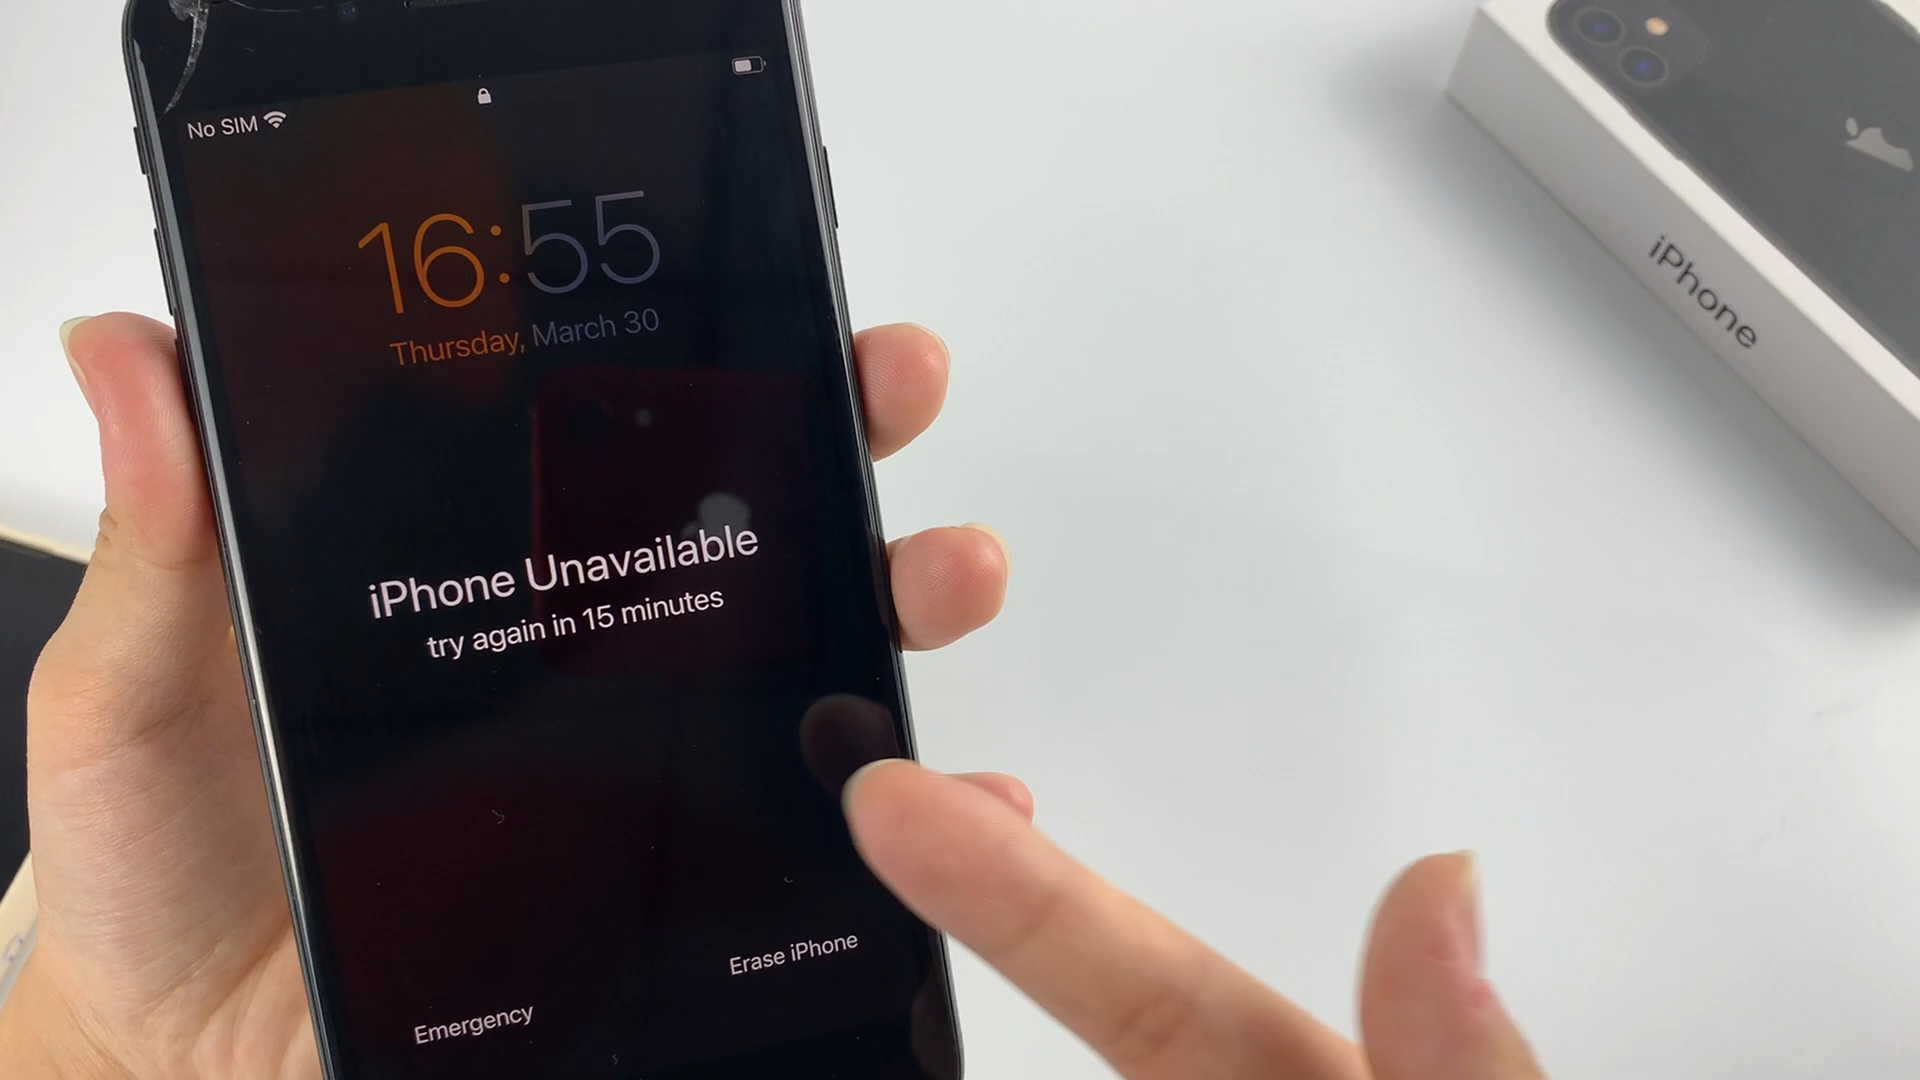 No SIM
16:55
Thursday, March 30
iPhone Unavailable
try again in 15 minutes
Erase iPhone
Emergency
iPhone